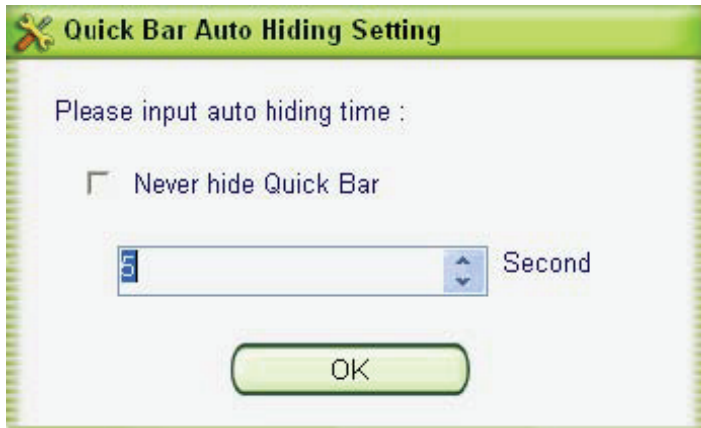 Quick Bar Auto Hiding Setting
Please input auto hiding time :
Never hide Quick Bar
5 Second
OK